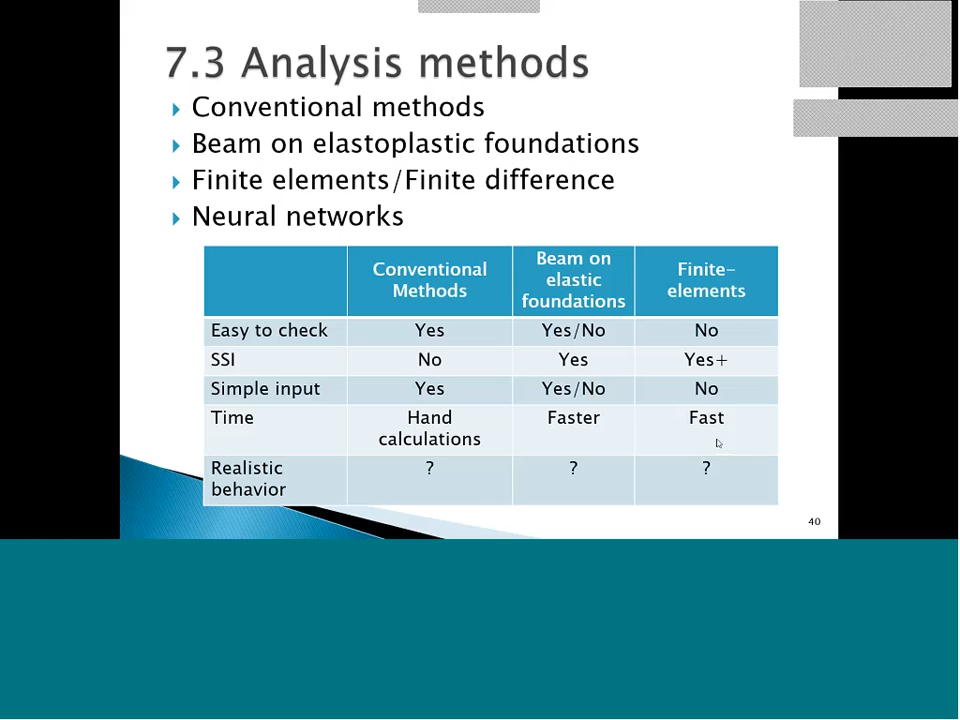 7.3 Analysis methods
Conventional methods
Beam on elastoplastic foundations
Finite elements/Finite difference
Neural networks
Conventional Methods	Beam on elastic foundations	Finite-elements
Easy to check	Yes	Yes/No	No
SSI	No	Yes	Yes+
Simple input	Yes	Yes/No	No
Time	Hand calculations	Faster	Fast
Realistic behavior	?	?	?
40